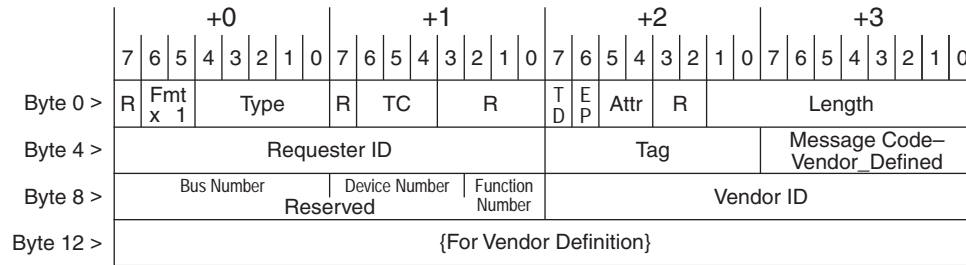 +0 +1 +2 +3
7 6 5 4 3 2 1 0 7 6 5 4 3 2 1 0 7 6 5 4 3 2 1 0 7 6 5 4 3 2 1 0
Byte 0 > R Fmt x 1 Type R TC R TD EP Attr R Length
Byte 4 > Requester ID Tag Message Code– Vendor_Defined
Byte 8 > Bus Number Device Number Function Number Reserved Vendor ID
Byte 12 > {For Vendor Definition}